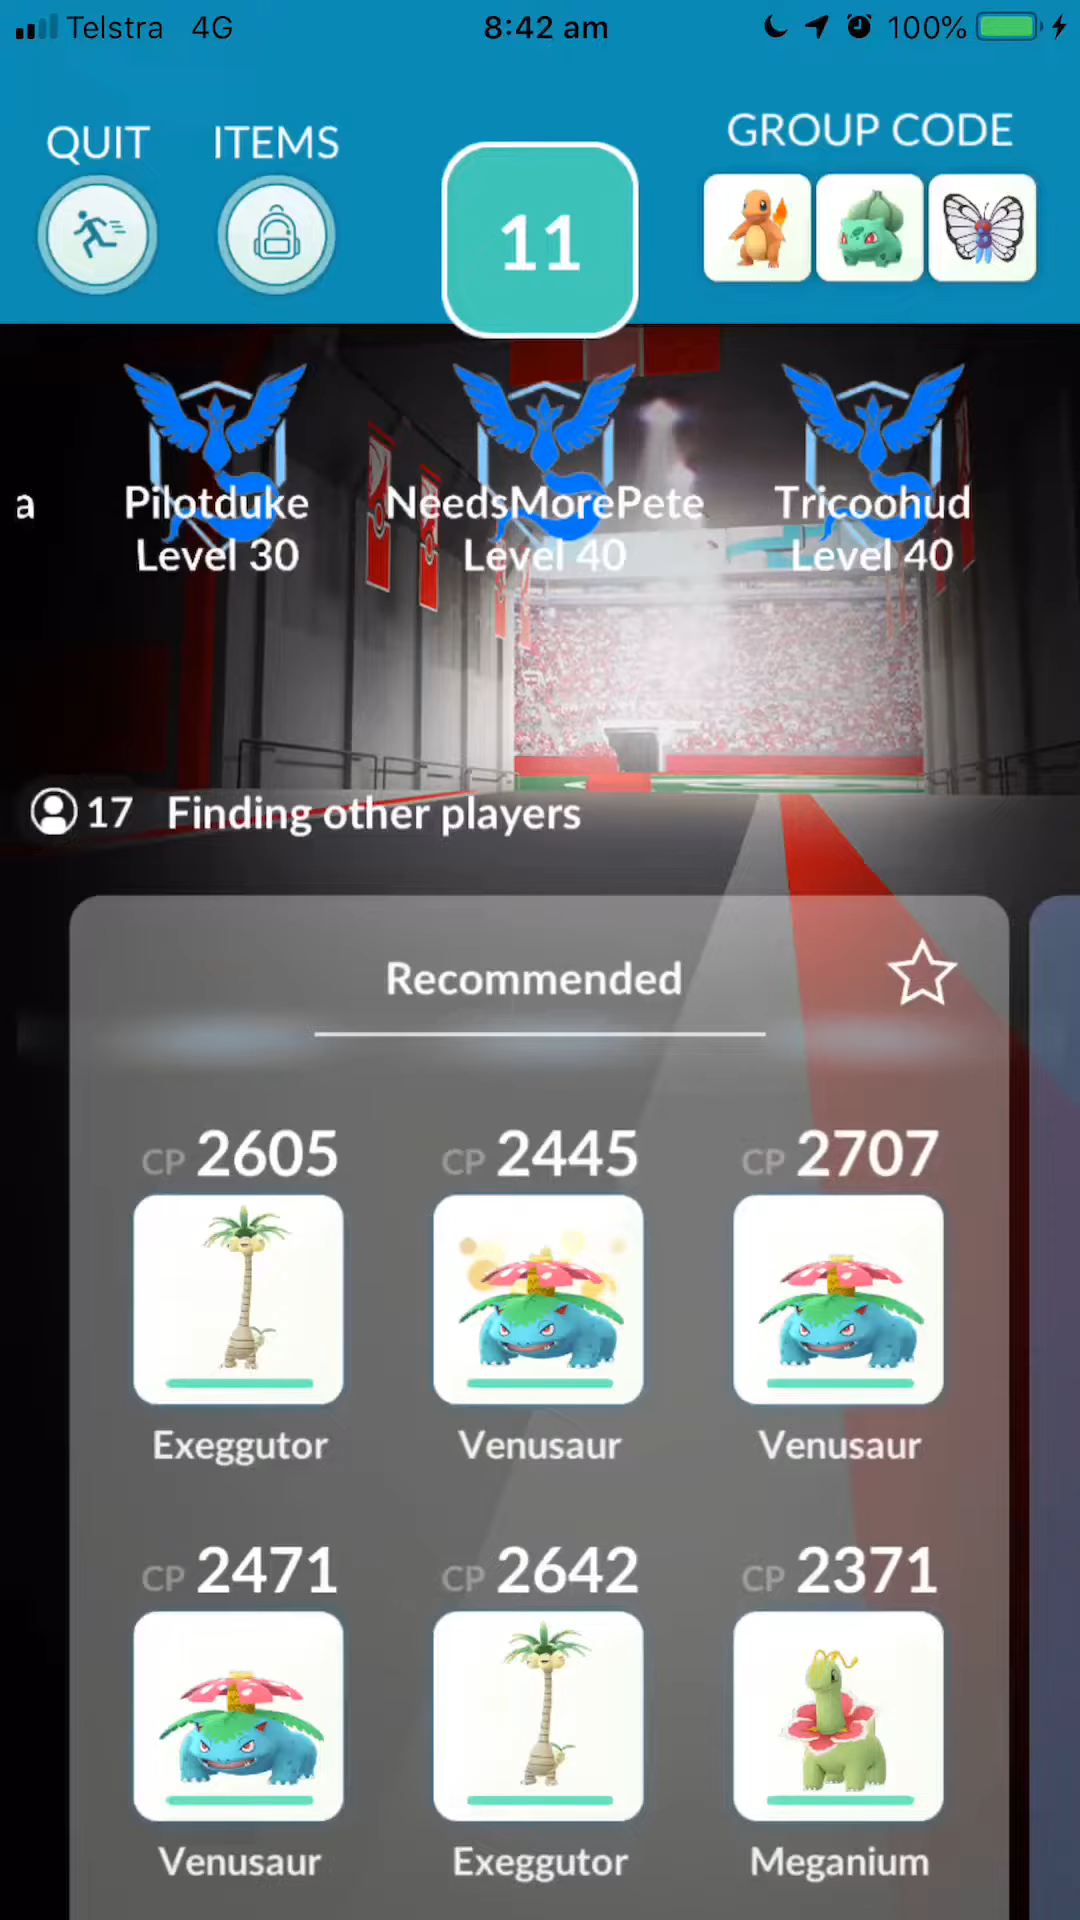 Telstra 4G 8:42 am 100%
QUIT ITEMS GROUP CODE
11
a Pilotduke NeedsMorePete Tricoohud
Level 30 Level 40 Level 40
17 Finding other players
Recommended
CP 2605 CP 2445 CP 2707
Exeggutor Venusaur Venusaur
CP 2471 CP 2642 CP 2371
Venusaur Exeggutor Meganium